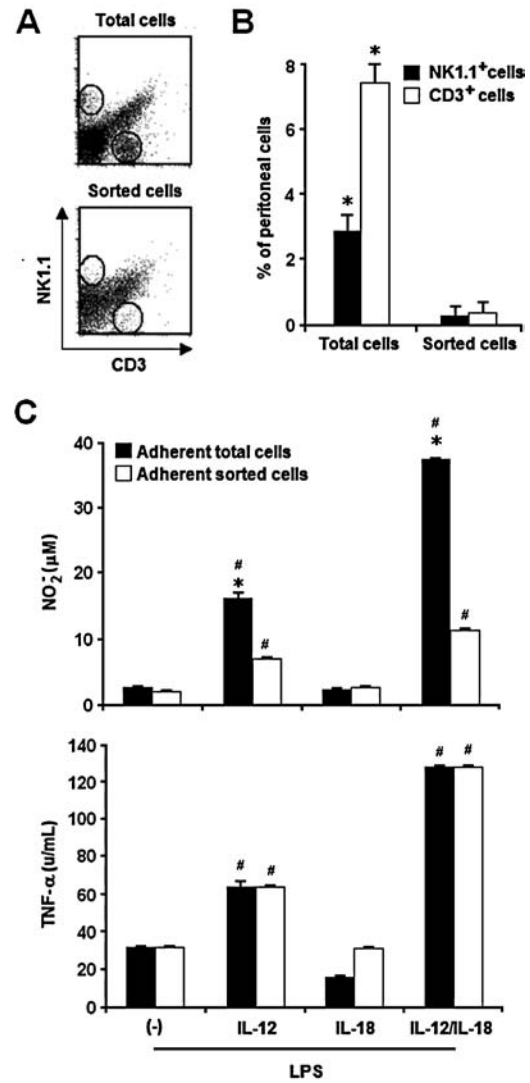 A
Total cells
Sorted cells
NK1.1
CD3
B
NK1.1+cells
CD3+ cells
% of peritoneal cells
8
6
4
2
0
*
*
Total cells Sorted cells
C
Adherent total cells
Adherent sorted cells
NO2- (μM)
40
30
20
10
0
#
*
#
#
*
#
TNF-α (u/mL)
140
120
100
80
60
40
20
0
# #
# #
(-) IL-12 IL-18 IL-12/IL-18
LPS